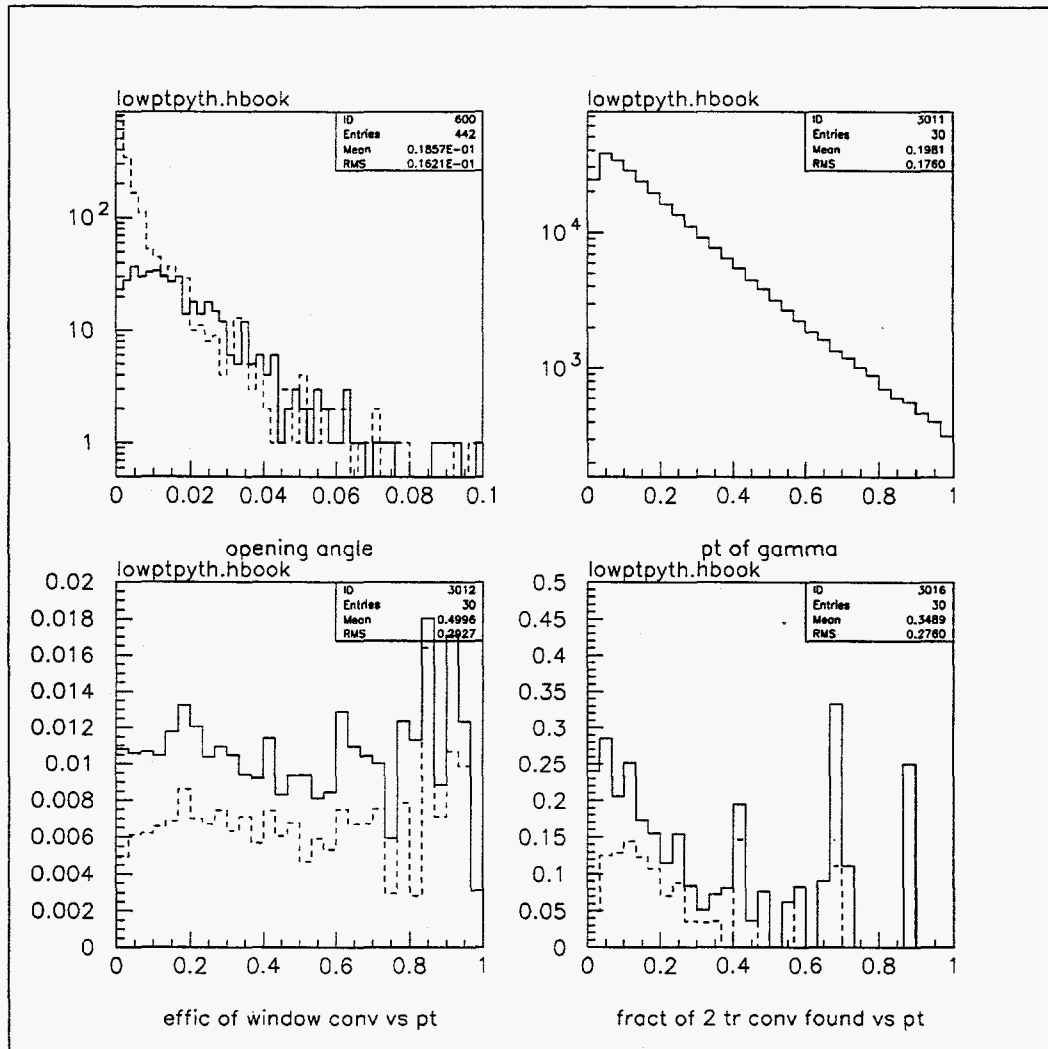 lowptpyth.hbook
ID 600
Entries 442
Mean 0.1857E-01
RMS 0.1621E-01
10²
10
1
0 0.02 0.04 0.06 0.08 0.1
opening angle
lowptpyth.hbook
ID 3011
Entries 30
Mean 0.1981
RMS 0.1760
10⁴
10³
0 0.2 0.4 0.6 0.8 1
pt of gamma
lowptpyth.hbook
ID 3012
Entries 30
Mean 0.4996
RMS 0.2927
0.02
0.018
0.016
0.014
0.012
0.01
0.008
0.006
0.004
0.002
0
0 0.2 0.4 0.6 0.8 1
effic of window conv vs pt
lowptpyth.hbook
ID 3016
Entries 30
Mean 0.3489
RMS 0.2760
0.5
0.45
0.4
0.35
0.3
0.25
0.2
0.15
0.1
0.05
0
0 0.2 0.4 0.6 0.8 1
fract of 2 tr conv found vs pt